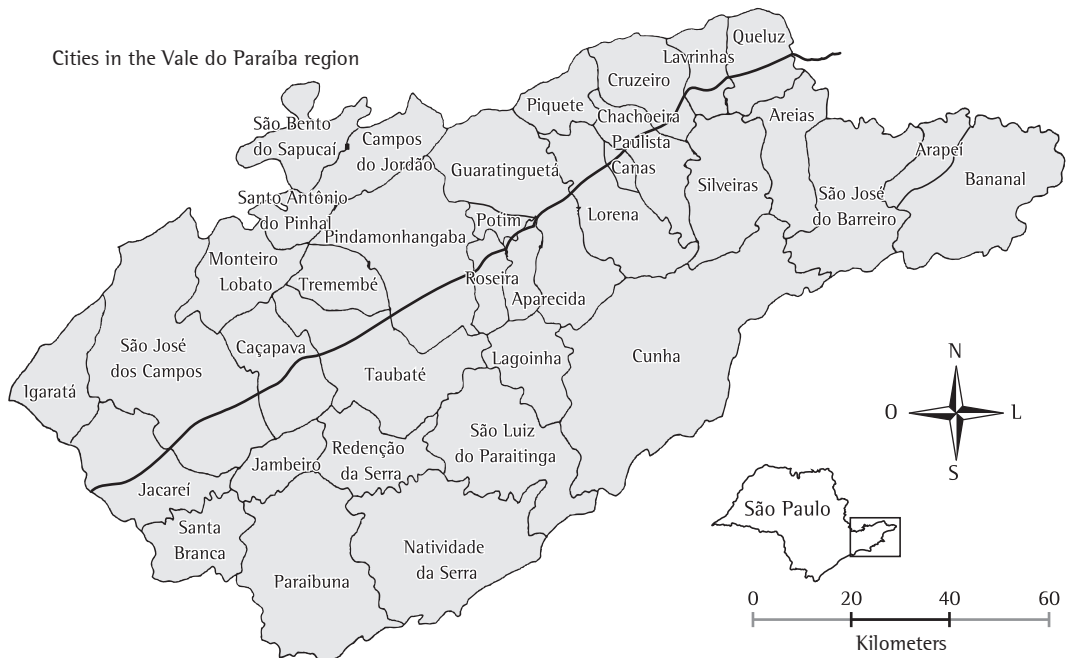 Cities in the Vale do Paraíba region
Queluz
Lavrinhas
Cruzeiro
Piquete
Chachoeira
Paulista
Areias
São Bento
do Sapucaí
Campos
do Jordão
Guaratinguetá
Canas
Silveiras
Arapeí
Bananal
São José
do Barreiro
Santo Antônio
do Pinhal
Pindamonhangaba
Potim
Lorena
Monteiro
Lobato
Tremembé
Roseira
Aparecida
São José
dos Campos
Caçapava
Taubaté
Lagoinha
Cunha
Igaratá
São Luiz
do Paraitinga
Redenção
da Serra
Jambeiro
Jacareí
Santa
Branca
Natividade
da Serra
Paraibuna
N
O
L
S
São Paulo
0 20 40 60
Kilometers